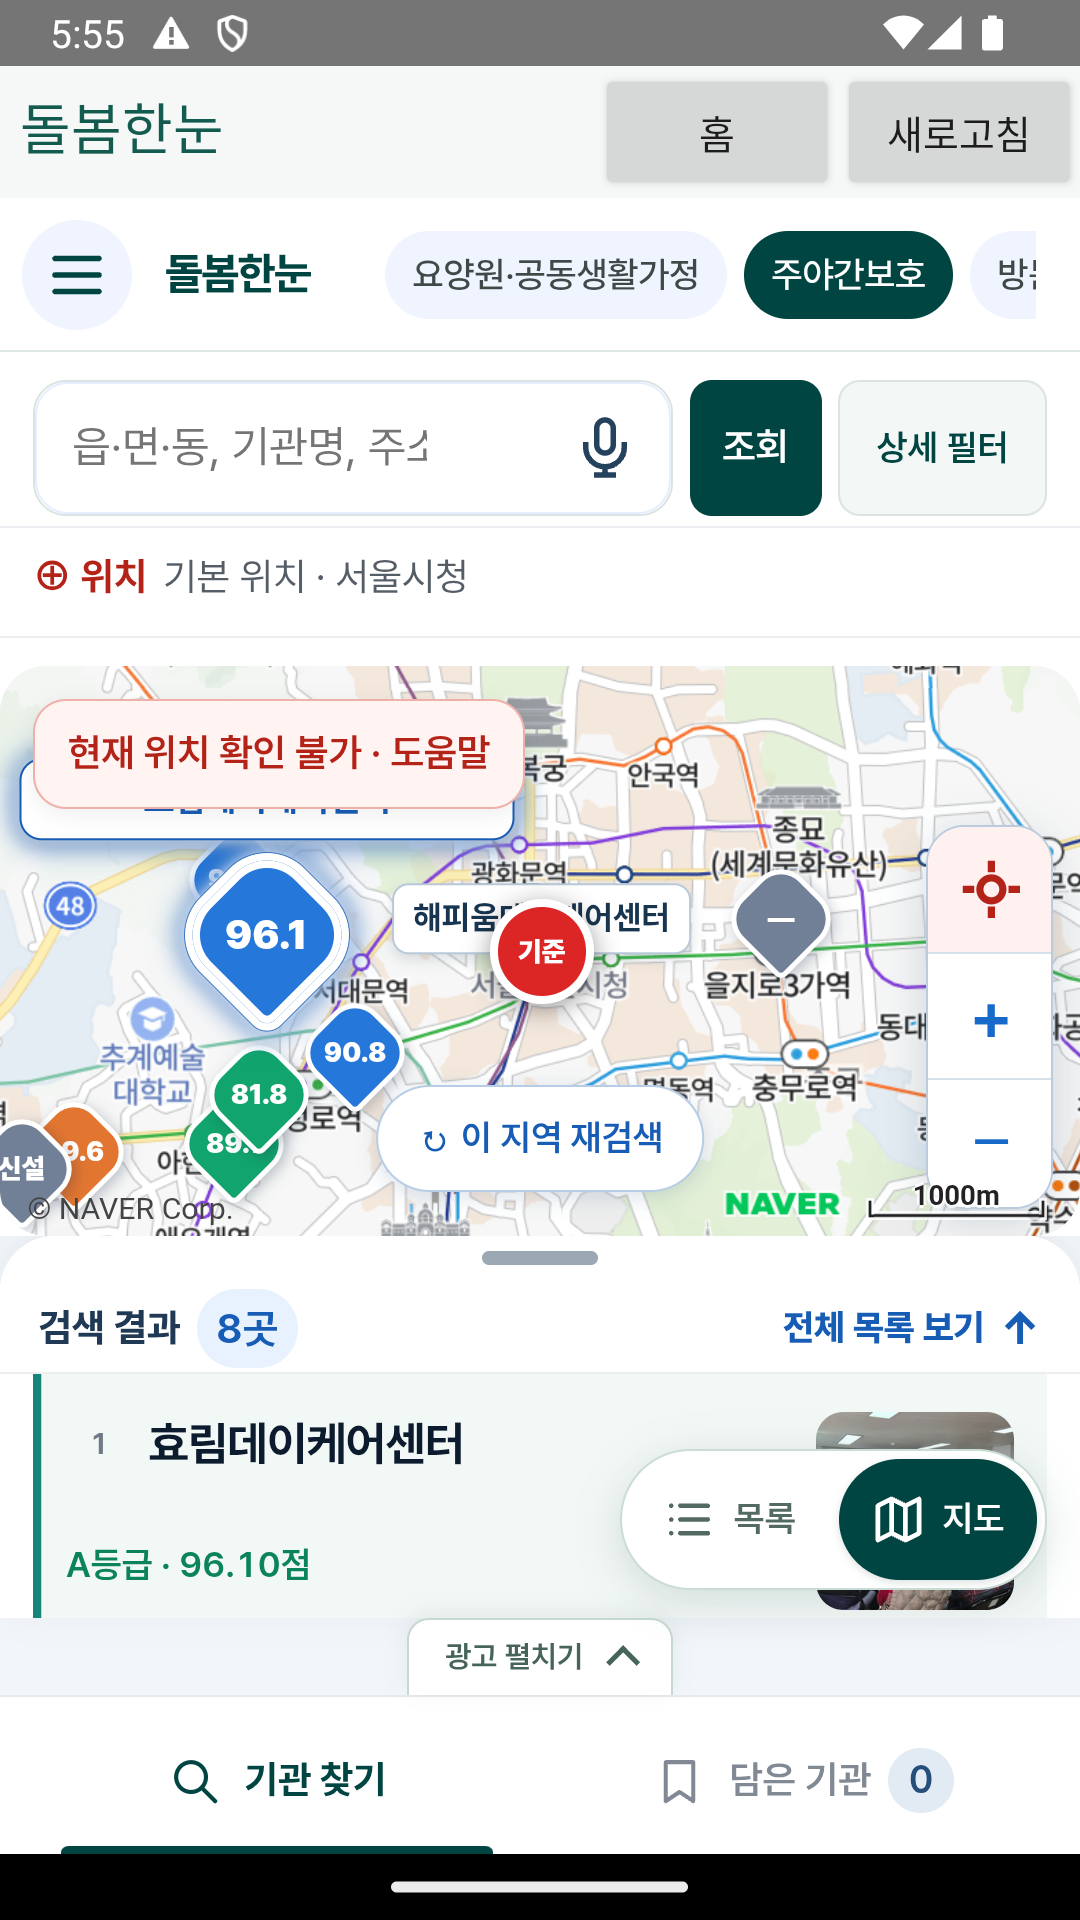 5:55
돌봄한눈
홈
새로고침
돌봄한눈
요양원·공동생활가정
주야간보호
읍·면·동, 기관명, 주소
조회
상세 필터
위치 기본 위치 · 서울시청
현재 위치 확인 불가 · 도움말
안국역
종묘
(세계문화유산)
광화문역
48
96.1
해피움
어센터
기준
서대문역
을지로3가역
90.8
추계예술
대학교
81.8
충무로역
명동역
신설
이 지역 재검색
© NAVER Corp.
NAVER
1000m
검색 결과 8곳
전체 목록 보기
1 효림데이케어센터
A등급 · 96.10점
목록
지도
광고 펼치기
기관 찾기
담은 기관 0